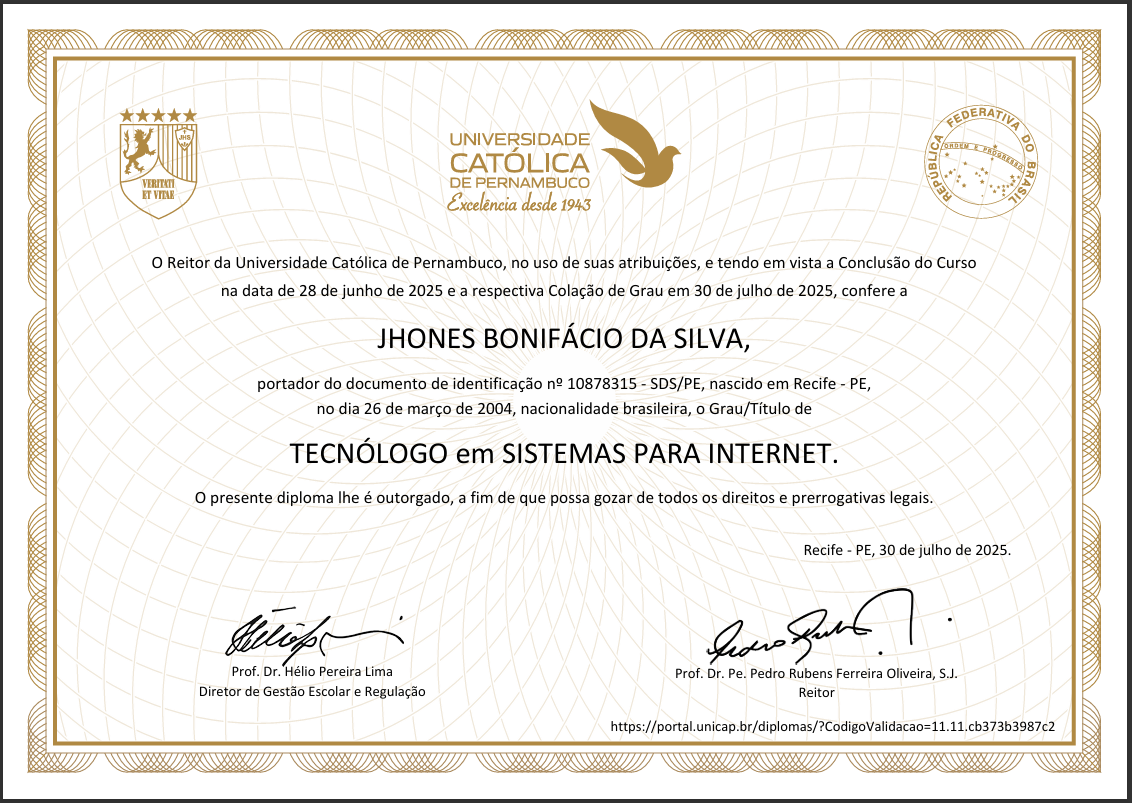 JHS
VERITATI
ET VITAE
UNIVERSIDADE
CATÓLICA
DE PERNAMBUCO
Excelência desde 1943
REPÚBLICA FEDERATIVA DO BRASIL
ORDEM E PROGRESSO
O Reitor da Universidade Católica de Pernambuco, no uso de suas atribuições, e tendo em vista a Conclusão do Curso
na data de 28 de junho de 2025 e a respectiva Colação de Grau em 30 de julho de 2025, confere a
JHONES BONIFÁCIO DA SILVA,
portador do documento de identificação nº 10878315 - SDS/PE, nascido em Recife - PE,
no dia 26 de março de 2004, nacionalidade brasileira, o Grau/Título de
TECNÓLOGO em SISTEMAS PARA INTERNET.
O presente diploma lhe é outorgado, a fim de que possa gozar de todos os direitos e prerrogativas legais.
Recife - PE, 30 de julho de 2025.
Prof. Dr. Hélio Pereira Lima
Diretor de Gestão Escolar e Regulação
Prof. Dr. Pe. Pedro Rubens Ferreira Oliveira, S.J.
Reitor
https://portal.unicap.br/diplomas/?CodigoValidacao=11.11.cb373b3987c2